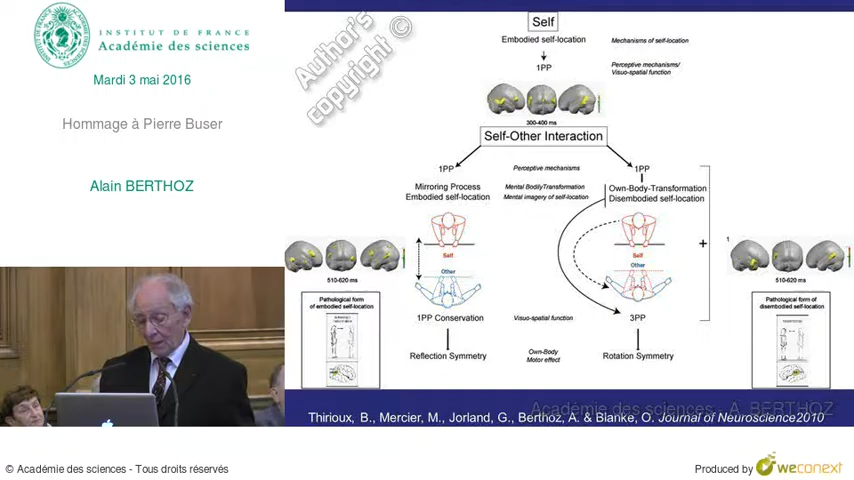 INSTITUT DE FRANCE
Académie des sciences
Mardi 3 mai 2016
Hommage à Pierre Buser
Alain BERTHOZ
Author's
copyright ©
Self
Embodied self-location
Mechanisms of self-location
1PP
Perceptive mechanisms/
Visuo-spatial function
300-400 ms
Self-Other Interaction
1PP
Perceptive mechanisms
1PP
Mirroring Process
Embodied self-location
Mental BodilyTransformation
Mental imagery of self-location
Own-Body-Transformation
Disembodied self-location
Self
Other
Self
Other
+
1
510-620 ms
510-620 ms
Pathological form
of embodied self-location
Pathological form of
disembodied self-location
1PP Conservation
Visuo-spatial function
3PP
Reflection Symmetry
Own-Body
Motor effect
Rotation Symmetry
Académie des sciences - A. BERTHOZ
Thirioux, B., Mercier, M., Jorland, G., Berthoz, A. & Blanke, O. Journal of Neuroscience2010
© Académie des sciences - Tous droits réservés
Produced by weconext